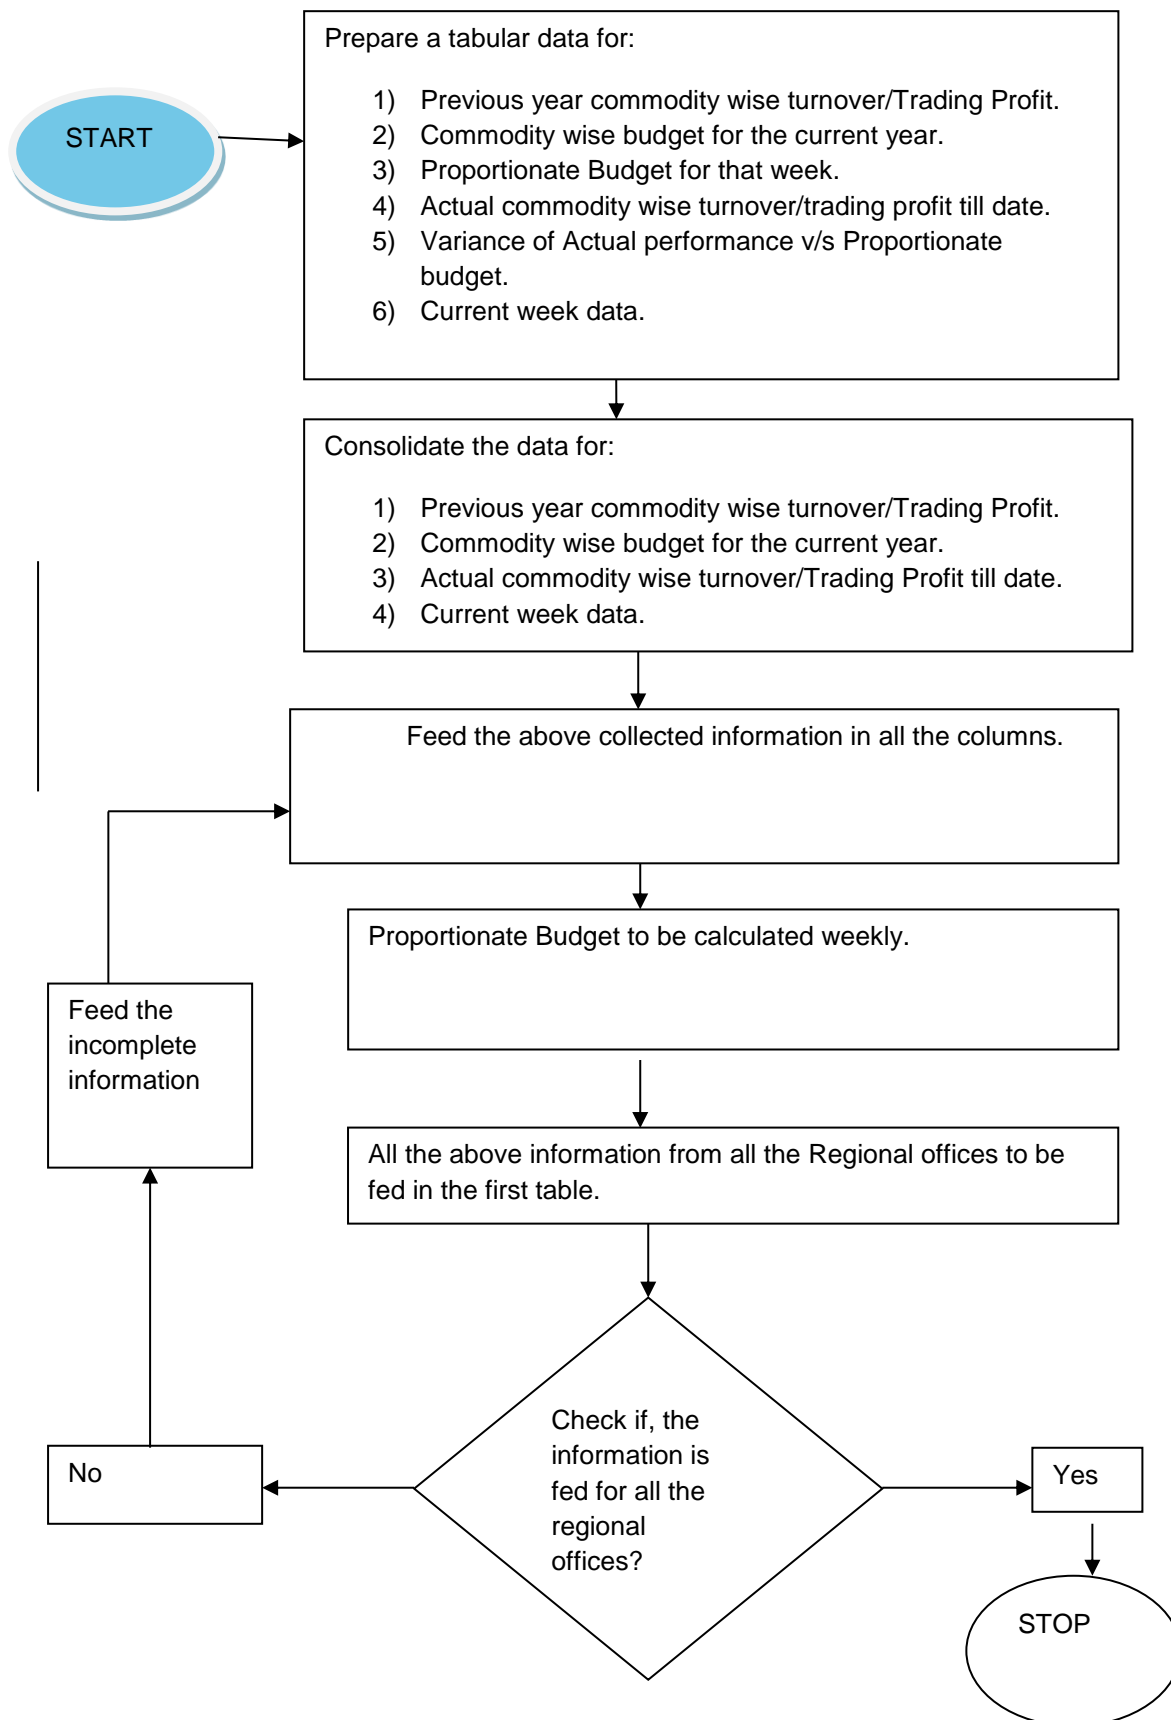 START
Prepare a tabular data for:
1) Previous year commodity wise turnover/Trading Profit.
2) Commodity wise budget for the current year.
3) Proportionate Budget for that week.
4) Actual commodity wise turnover/trading profit till date.
5) Variance of Actual performance v/s Proportionate
budget.
6) Current week data.
Consolidate the data for:
1) Previous year commodity wise turnover/Trading Profit.
2) Commodity wise budget for the current year.
3) Actual commodity wise turnover/Trading Profit till date.
4) Current week data.
Feed the above collected information in all the columns.
Proportionate Budget to be calculated weekly.
Feed the
incomplete
information
All the above information from all the Regional offices to be
fed in the first table.
Check if, the
information is
fed for all the
regional
offices?
No
Yes
STOP